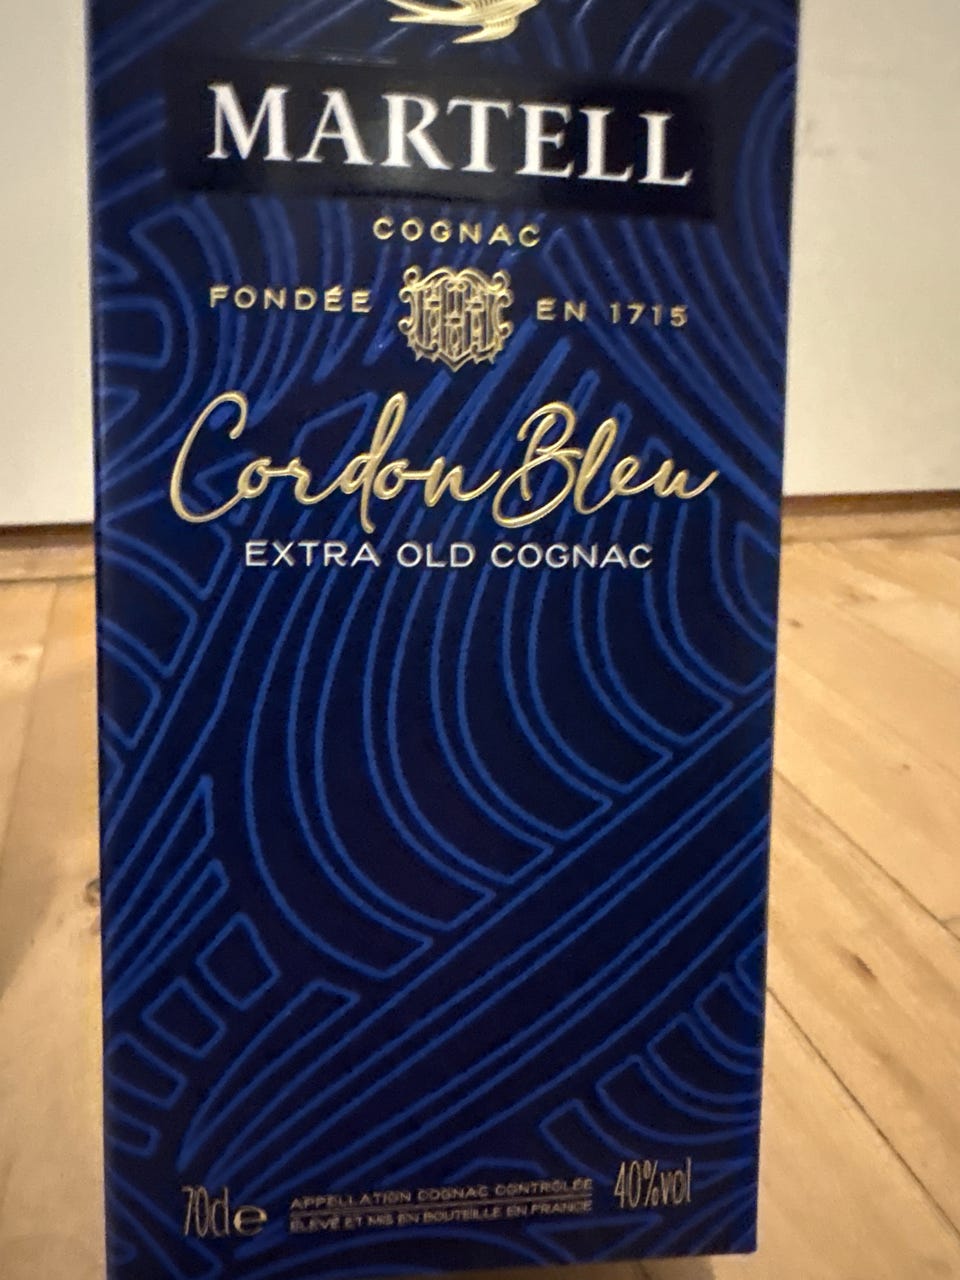 MARTELL
COGNAC
FONDÉE EN 1715
Cordon Bleu
EXTRA OLD COGNAC
70cl e
APPELLATION COGNAC CONTRÔLÉE
ÉLEVÉ ET MIS EN BOUTEILLE EN FRANCE
40%vol